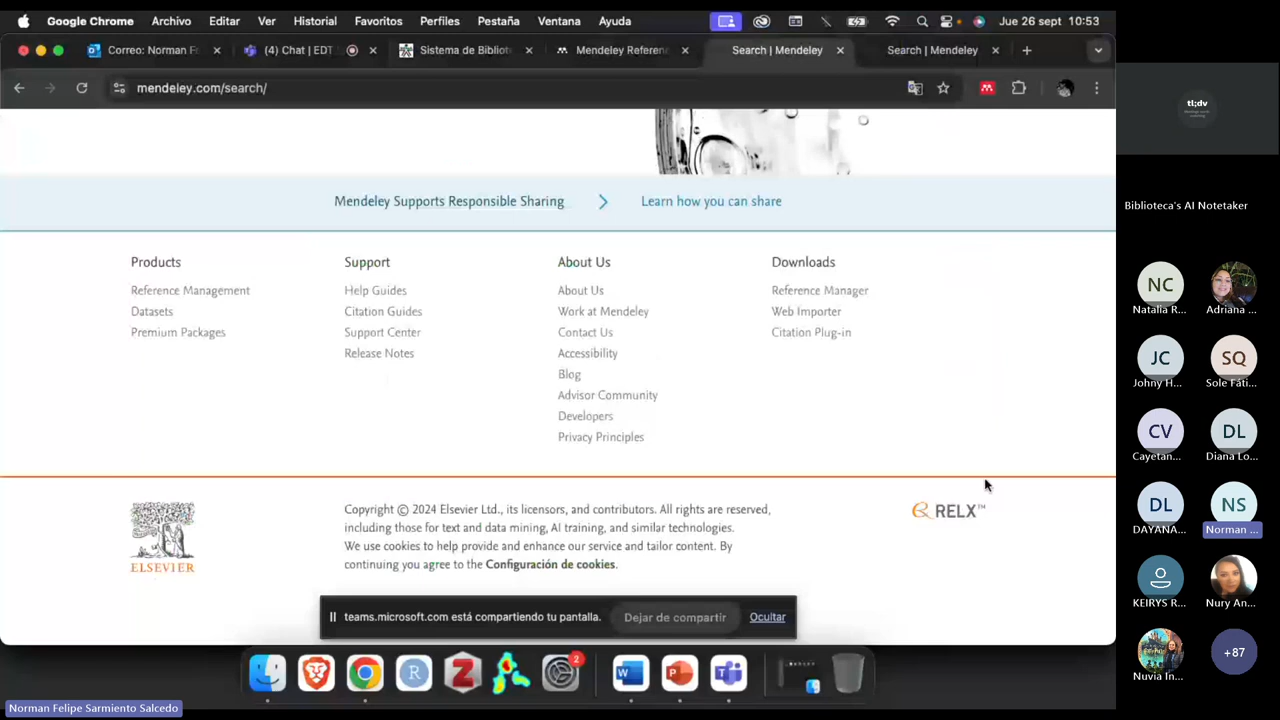 Google Chrome Archivo Editar Ver Historial Favoritos Perfiles Pestaña Ventana Ayuda Jue 26 sept 10:53
Correo: Norman F
(4) Chat | EDT
Sistema de Bibliot
Mendeley Referenc
Search | Mendeley
Search | Mendeley
mendeley.com/search/
Mendeley Supports Responsible Sharing
Learn how you can share
Products
Reference Management
Datasets
Premium Packages
Support
Help Guides
Citation Guides
Support Center
Release Notes
About Us
About Us
Work at Mendeley
Contact Us
Accessibility
Blog
Advisor Community
Developers
Privacy Principles
Downloads
Reference Manager
Web Importer
Citation Plug-in
ELSEVIER
Copyright © 2024 Elsevier Ltd., its licensors, and contributors. All rights are reserved,
including those for text and data mining, AI training, and similar technologies.
We use cookies to help provide and enhance our service and tailor content. By
continuing you agree to the Configuración de cookies.
RELX™
teams.microsoft.com está compartiendo tu pantalla.
Dejar de compartir
Ocultar
R
Z
2
W
P
T
Norman Felipe Sarmiento Salcedo
tl;dv
Biblioteca's AI Notetaker
NC
Natalia R...
Adriana ...
JC
Johny H...
SQ
Sole Fáti...
CV
Cayetan...
DL
Diana Lo...
DL
DAYANA...
NS
Norman ...
KEIRYS R...
Nury An...
Nuvia In...
+87